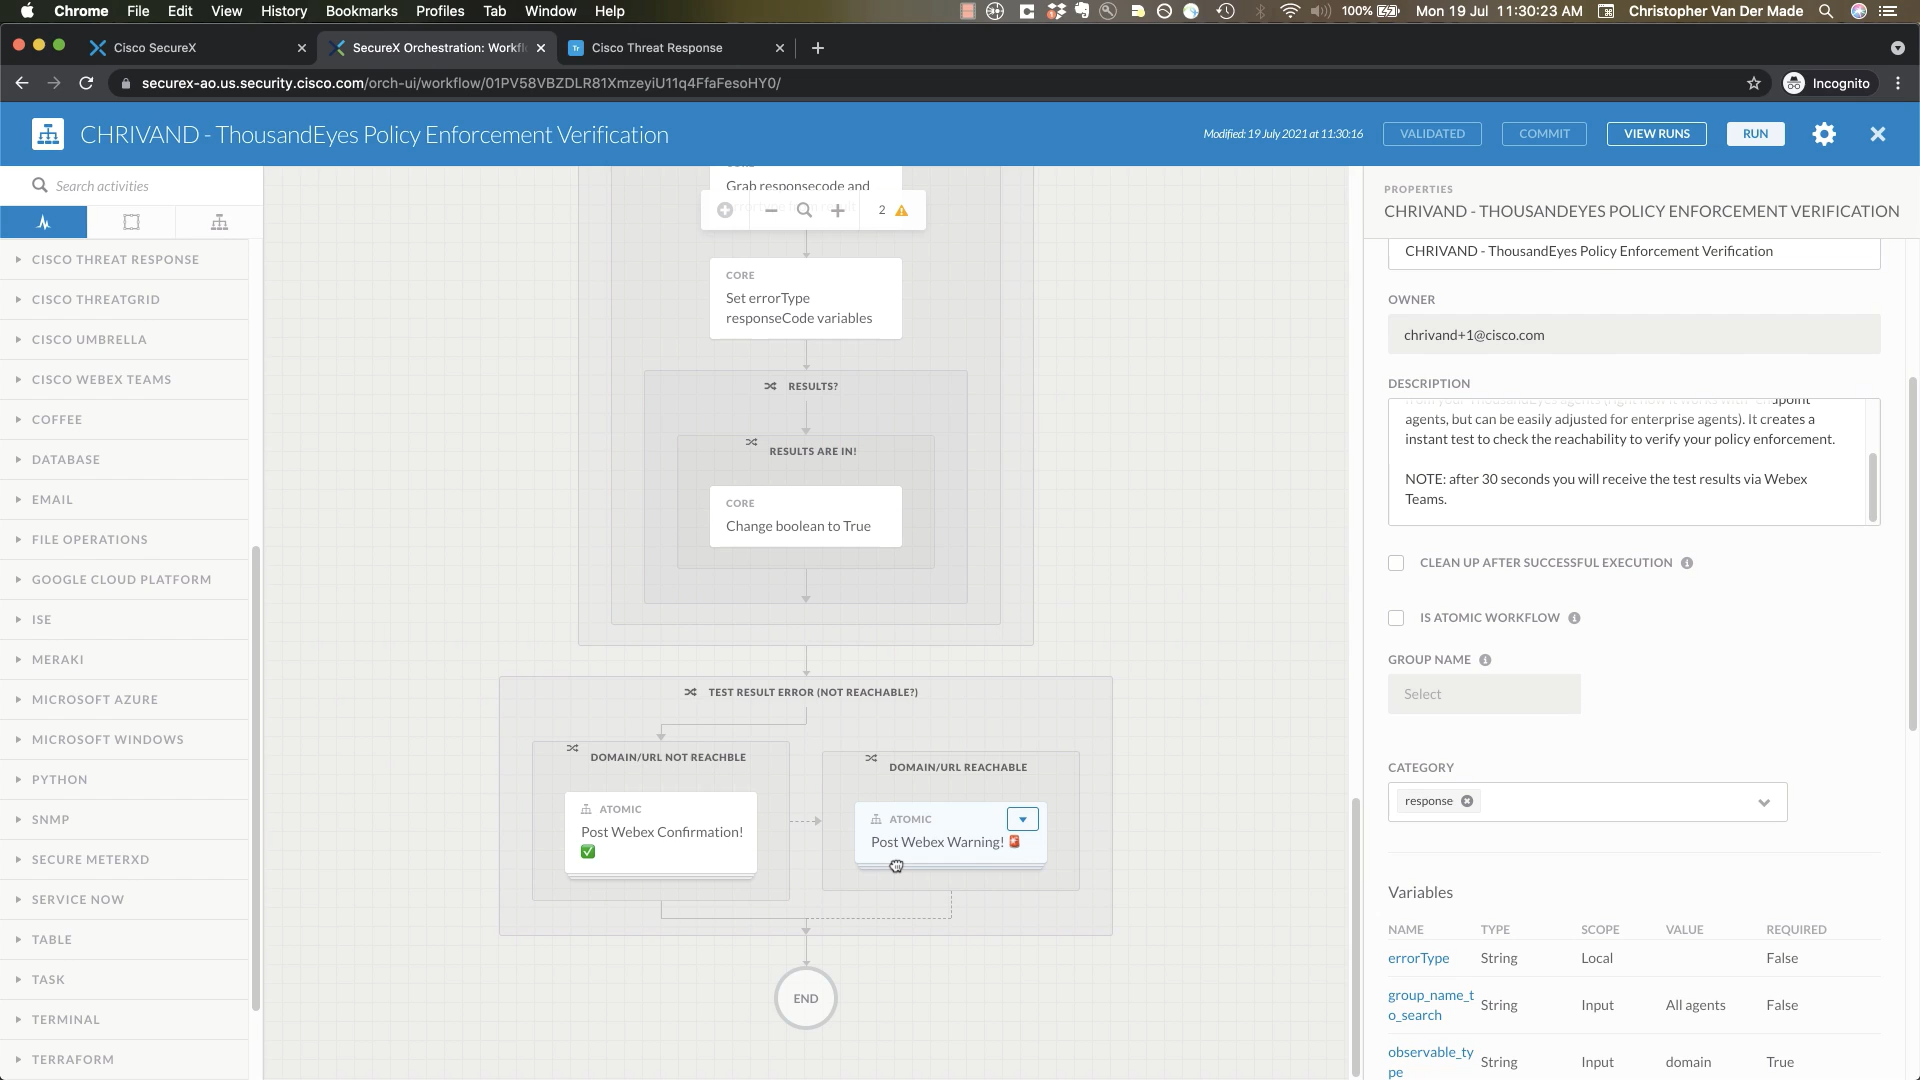 Chrome File Edit View History Bookmarks Profiles Tab Window Help 100% Mon 19 Jul 11:30:23 AM Christopher Van Der Made
Cisco SecureX
SecureX Orchestration: Workfl
Tr Cisco Threat Response
securex-ao.us.security.cisco.com/orch-ui/workflow/01PV58VBZDLR81XmzeyiU11q4FfaFesoHY0/
Incognito
CHRIVAND - ThousandEyes Policy Enforcement Verification
Modified: 19 July 2021 at 11:30:16
VALIDATED
COMMIT
VIEW RUNS
RUN
Search activities
CISCO THREAT RESPONSE
CISCO THREATGRID
CISCO UMBRELLA
CISCO WEBEX TEAMS
COFFEE
DATABASE
EMAIL
FILE OPERATIONS
GOOGLE CLOUD PLATFORM
ISE
MERAKI
MICROSOFT AZURE
MICROSOFT WINDOWS
PYTHON
SNMP
SECURE METERXD
SERVICE NOW
TABLE
TASK
TERMINAL
TERRAFORM
Grab responsecode and
2
CORE
Set errorType
responseCode variables
RESULTS?
RESULTS ARE IN!
CORE
Change boolean to True
TEST RESULT ERROR (NOT REACHABLE?)
DOMAIN/URL NOT REACHBLE
ATOMIC
Post Webex Confirmation!
✅
DOMAIN/URL REACHABLE
ATOMIC
Post Webex Warning! 🚨
END
PROPERTIES
CHRIVAND - THOUSANDEYES POLICY ENFORCEMENT VERIFICATION
CHRIVAND - ThousandEyes Policy Enforcement Verification
OWNER
chrivand+1@cisco.com
DESCRIPTION
agents, but can be easily adjusted for enterprise agents). It creates a
instant test to check the reachability to verify your policy enforcement.
NOTE: after 30 seconds you will receive the test results via Webex
Teams.
CLEAN UP AFTER SUCCESSFUL EXECUTION
IS ATOMIC WORKFLOW
GROUP NAME
Select
CATEGORY
response
Variables
NAME TYPE SCOPE VALUE REQUIRED
errorType String Local False
group_name_t
o_search String Input All agents False
observable_ty
pe String Input domain True